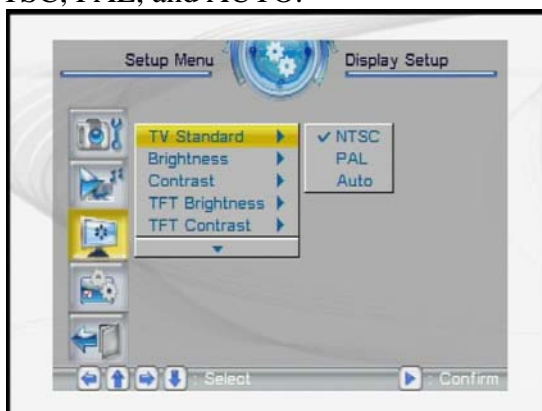 PAL, and AUTO.
Setup Menu
Display Setup
TV Standard
NTSC
Brightness
PAL
Contrast
Auto
TFT Brightness
TFT Contrast
: Select
: Confirm